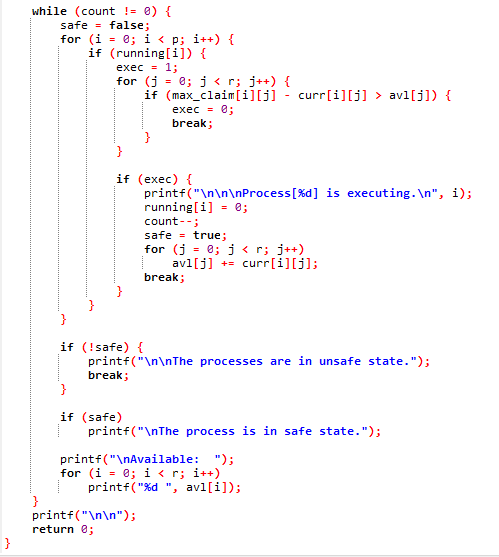 while (count != 0) {
safe = false;
for (i = 0; i < p; i++) {
if (running[i]) {
exec = 1;
for (j = 0; j < r; j++) {
if (max_claim[i][j] - curr[i][j] > avl[j]) {
exec = 0;
break;
}
}
if (exec) {
printf("\n\n\nProcess[%d] is executing.\n", i);
running[i] = 0;
count--;
safe = true;
for (j = 0; j < r; j++)
avl[j] += curr[i][j];
break;
}
}
}
if (!safe) {
printf("\n\nThe processes are in unsafe state.");
break;
}
if (safe)
printf("\nThe process is in safe state.");
printf("\nAvailable:  ");
for (i = 0; i < r; i++)
printf("%d ", avl[i]);
}
printf("\n\n");
return 0;
}